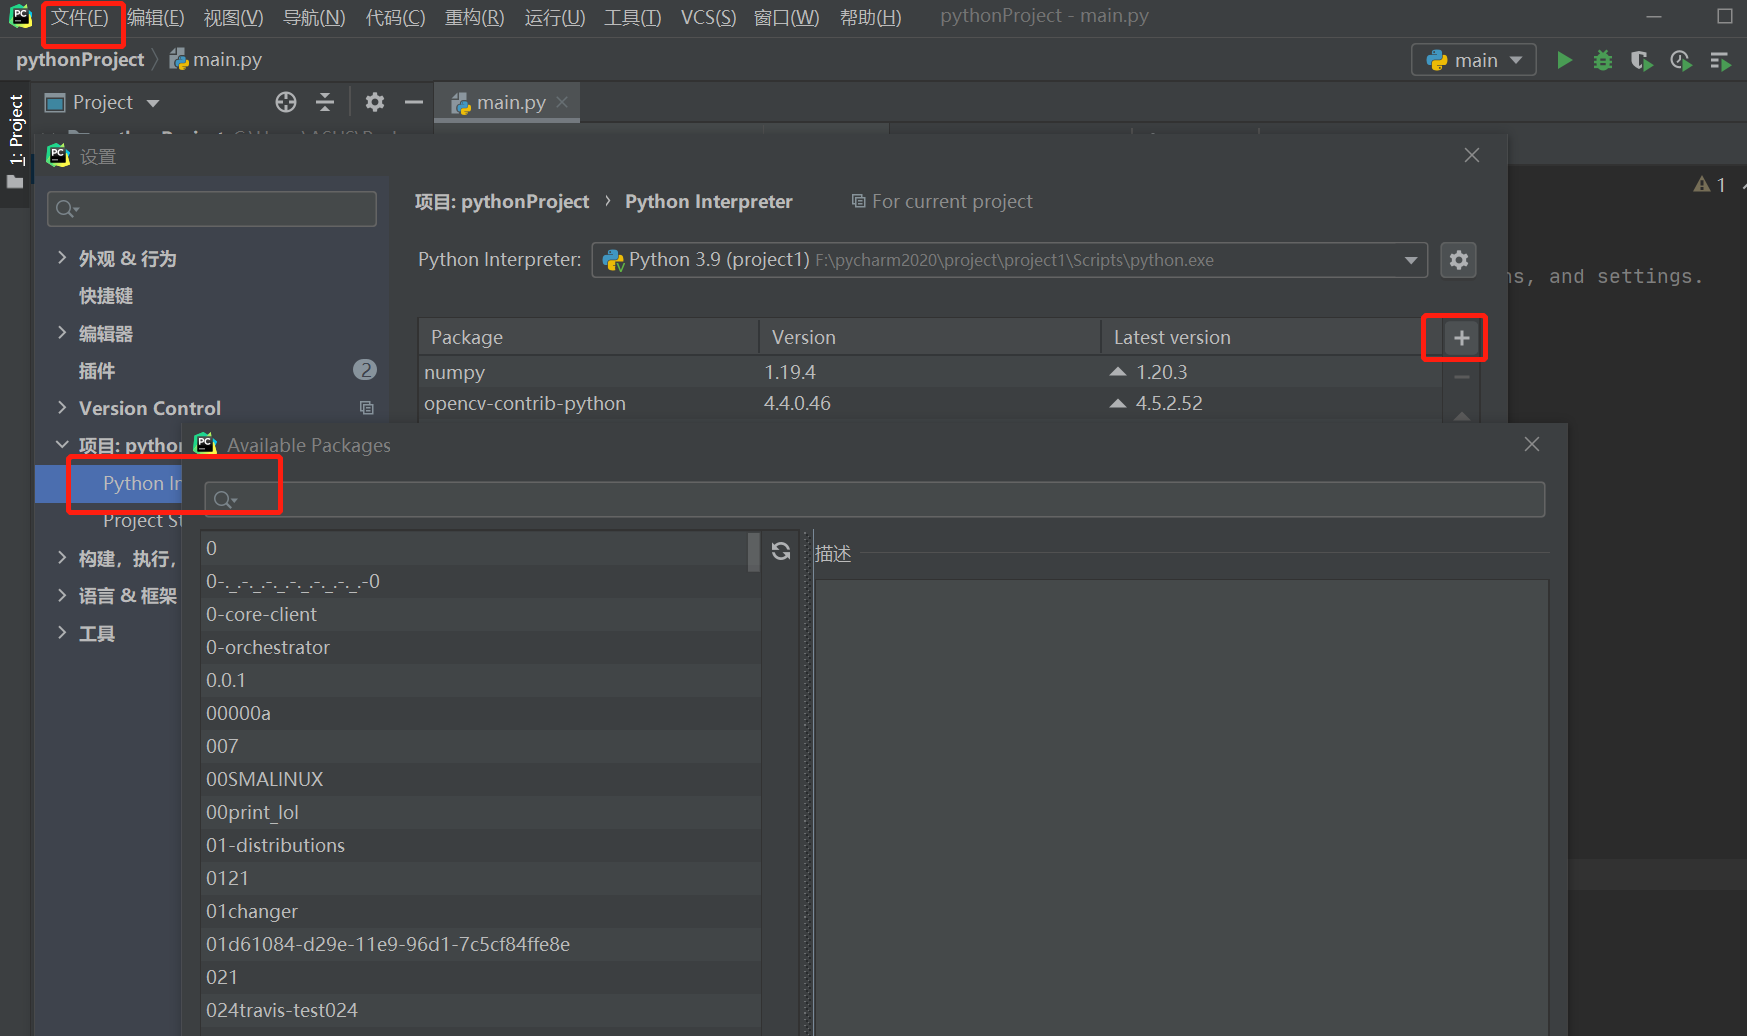 文件(F) 编辑(E) 视图(V) 导航(N) 代码(C) 重构(R) 运行(U) 工具(T) VCS(S) 窗口(W) 帮助(H) pythonProject - main.py
pythonProject main.py main
1: Project
Project main.py
设置
1
项目: pythonProject › Python Interpreter For current project
外观 & 行为
快捷键
编辑器
插件 2
Version Control
项目: python
Python In
Project St
构建，执行，
语言 & 框架
工具
Python Interpreter: Python 3.9 (project1) F:\pycharm2020\project\project1\Scripts\python.exe
s, and settings.
Package Version Latest version
numpy 1.19.4 1.20.3
opencv-contrib-python 4.4.0.46 4.5.2.52
Available Packages
0
0-._.-._.-._.-._.-._.-._.-0
0-core-client
0-orchestrator
0.0.1
00000a
007
00SMALINUX
00print_lol
01-distributions
0121
01changer
01d61084-d29e-11e9-96d1-7c5cf84ffe8e
021
024travis-test024
描述